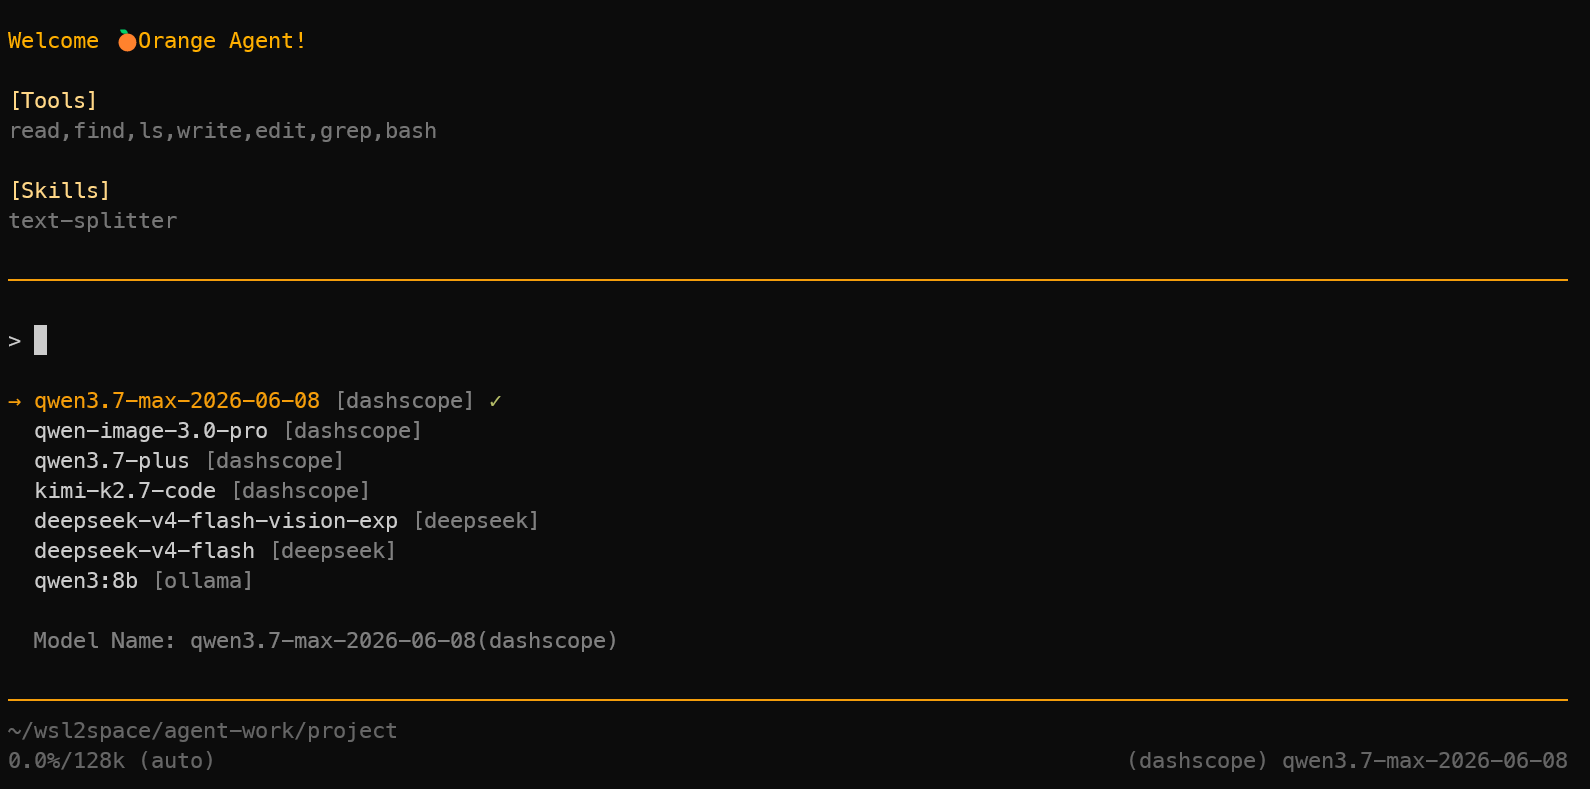 Welcome 🍊Orange Agent!
[Tools]
read,find,ls,write,edit,grep,bash
[Skills]
text-splitter
>
→ qwen3.7-max-2026-06-08 [dashscope] ✓
qwen-image-3.0-pro [dashscope]
qwen3.7-plus [dashscope]
kimi-k2.7-code [dashscope]
deepseek-v4-flash-vision-exp [deepseek]
deepseek-v4-flash [deepseek]
qwen3:8b [ollama]
Model Name: qwen3.7-max-2026-06-08(dashscope)
~/wsl2space/agent-work/project
0.0%/128k (auto) (dashscope) qwen3.7-max-2026-06-08